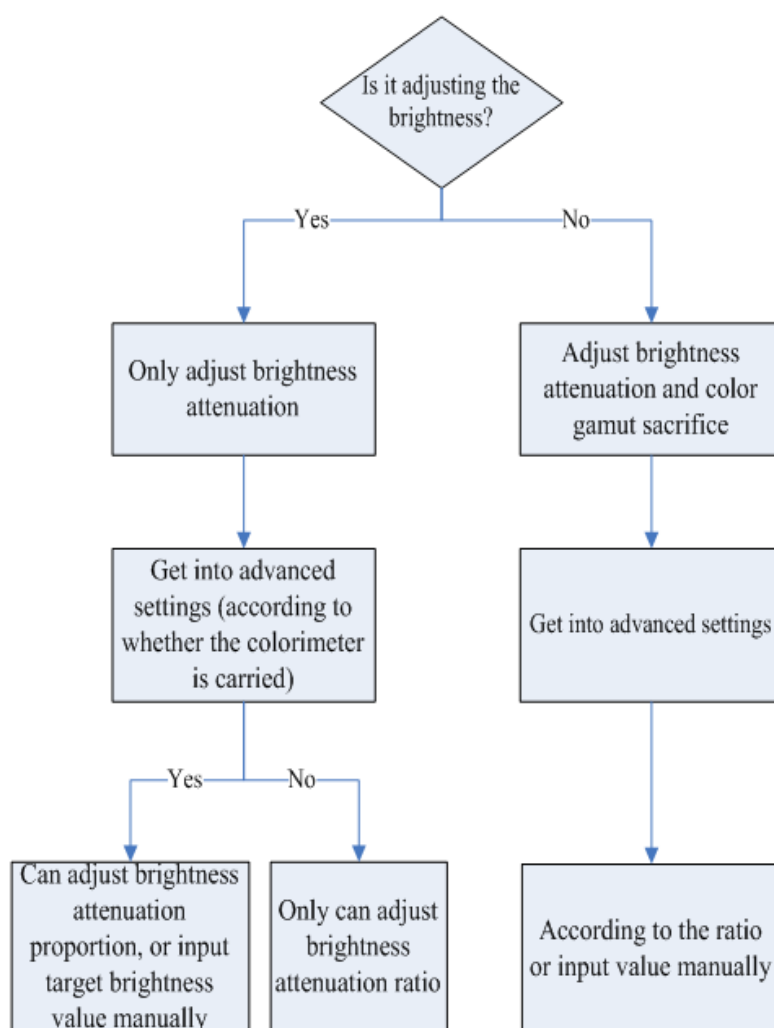 Is it adjusting the
brightness?
Yes
No
Only adjust brightness
attenuation
Adjust brightness
attenuation and color
gamut sacrifice
Get into advanced
settings (according to
whether the colorimeter
is carried)
Get into advanced settings
Yes
No
Can adjust brightness
attenuation
proportion, or input
target brightness
value manually
Only can adjust
brightness
attenuation ratio
According to the ratio
or input value manually